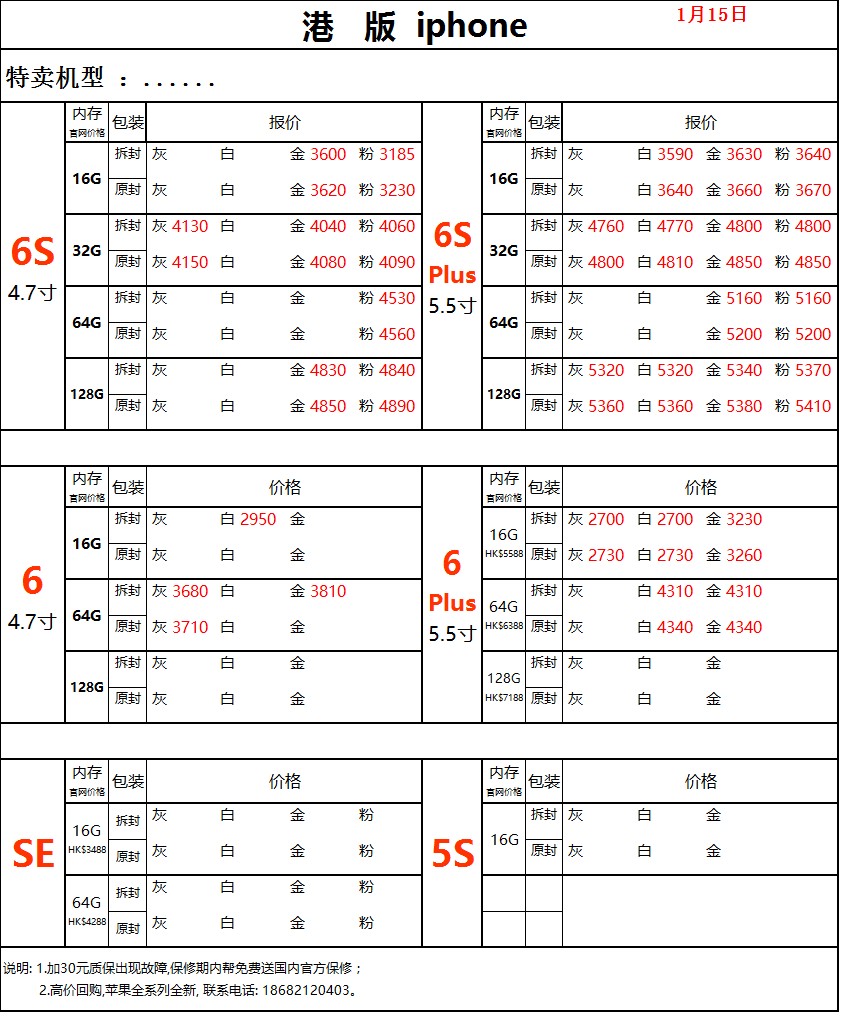 港 版 iphone
1月15日
特卖机型 ：......
6S
4.7寸
内存
官网价格
包装
报价
16G
拆封 灰 白 金 3600 粉 3185
原封 灰 白 金 3620 粉 3230
32G
拆封 灰 4130 白 金 4040 粉 4060
原封 灰 4150 白 金 4080 粉 4090
64G
拆封 灰 白 金 粉 4530
原封 灰 白 金 粉 4560
128G
拆封 灰 白 金 4830 粉 4840
原封 灰 白 金 4850 粉 4890
6S
Plus
5.5寸
内存
官网价格
包装
报价
16G
拆封 灰 白 3590 金 3630 粉 3640
原封 灰 白 3640 金 3660 粉 3670
32G
拆封 灰 4760 白 4770 金 4800 粉 4800
原封 灰 4800 白 4810 金 4850 粉 4850
64G
拆封 灰 白 金 5160 粉 5160
原封 灰 白 金 5200 粉 5200
128G
拆封 灰 5320 白 5320 金 5340 粉 5370
原封 灰 5360 白 5360 金 5380 粉 5410
6
4.7寸
内存
官网价格
包装
价格
16G
拆封 灰 白 2950 金
原封 灰 白 金
64G
拆封 灰 3680 白 金 3810
原封 灰 3710 白 金
128G
拆封 灰 白 金
原封 灰 白 金
6
Plus
5.5寸
内存
官网价格
包装
价格
16G
HK$5588
拆封 灰 2700 白 2700 金 3230
原封 灰 2730 白 2730 金 3260
64G
HK$6388
拆封 灰 白 4310 金 4310
原封 灰 白 4340 金 4340
128G
HK$7188
拆封 灰 白 金
原封 灰 白 金
SE
内存
官网价格
包装
价格
16G
HK$3488
拆封 灰 白 金 粉
原封 灰 白 金 粉
64G
HK$4288
拆封 灰 白 金 粉
原封 灰 白 金 粉
5S
内存
官网价格
包装
价格
16G
拆封 灰 白 金
原封 灰 白 金
说明: 1.加30元质保出现故障,保修期内帮免费送国内官方保修；
2.高价回购,苹果全系列全新, 联系电话: 18682120403。